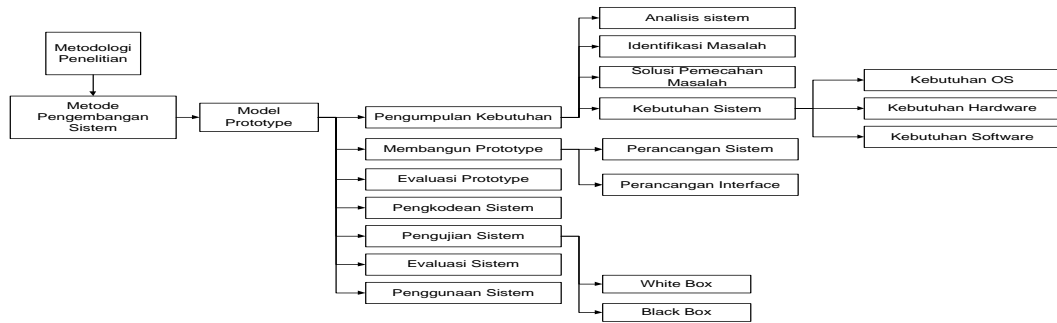 Metodologi
Penelitian
Metode
Pengembangan
Sistem
Model
Prototype
Pengumpulan Kebutuhan
Membangun Prototype
Evaluasi Prototype
Pengkodean Sistem
Pengujian Sistem
Evaluasi Sistem
Penggunaan Sistem
Analisis sistem
Identifikasi Masalah
Solusi Pemecahan
Masalah
Kebutuhan Sistem
Perancangan Sistem
Perancangan Interface
White Box
Black Box
Kebutuhan OS
Kebutuhan Hardware
Kebutuhan Software